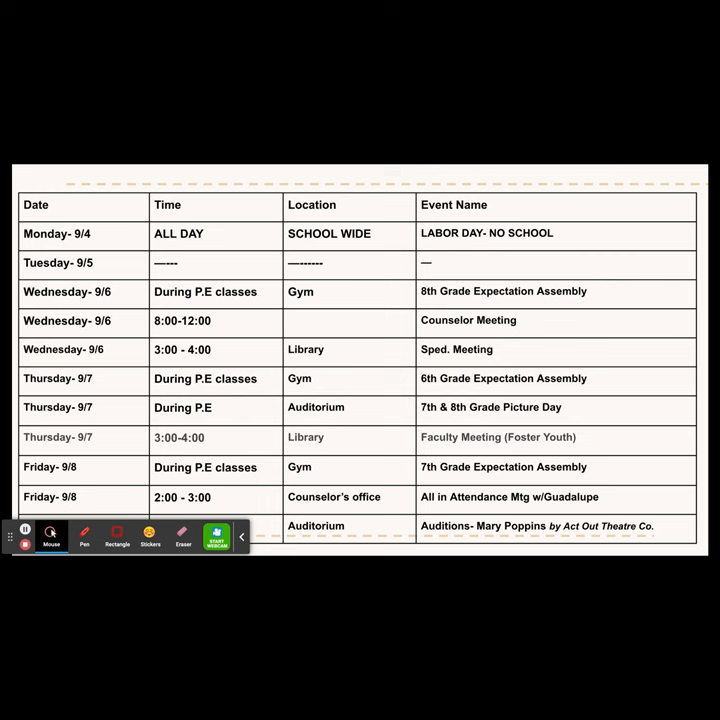 Date Time Location Event Name
Monday- 9/4 ALL DAY SCHOOL WIDE LABOR DAY- NO SCHOOL
Tuesday- 9/5 —--- —------- —
Wednesday- 9/6 During P.E classes Gym 8th Grade Expectation Assembly
Wednesday- 9/6 8:00-12:00 Counselor Meeting
Wednesday- 9/6 3:00 - 4:00 Library Sped. Meeting
Thursday- 9/7 During P.E classes Gym 6th Grade Expectation Assembly
Thursday- 9/7 During P.E Auditorium 7th & 8th Grade Picture Day
Thursday- 9/7 3:00-4:00 Library Faculty Meeting (Foster Youth)
Friday- 9/8 During P.E classes Gym 7th Grade Expectation Assembly
Friday- 9/8 2:00 - 3:00 Counselor’s office All in Attendance Mtg w/Guadalupe
Auditorium Auditions- Mary Poppins by Act Out Theatre Co.
Mouse Pen Rectangle Stickers Eraser START WEBCAM